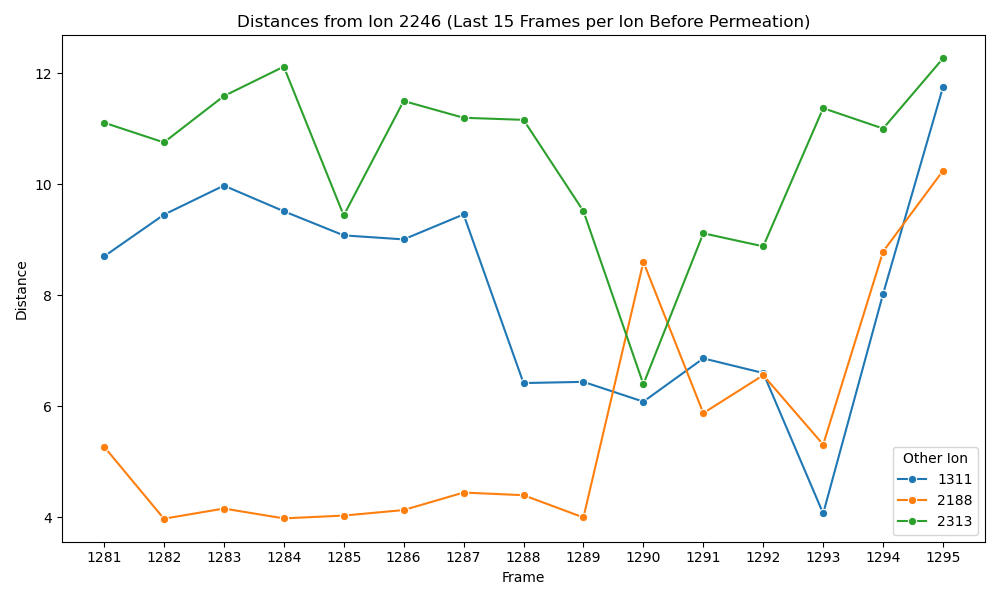 Distances from Ion 2246 (Last 15 Frames per Ion Before Permeation)
Distance
12
10
8
6
4
Other Ion
1311
2188
2313
1281 1282 1283 1284 1285 1286 1287 1288 1289 1290 1291 1292 1293 1294 1295
Frame